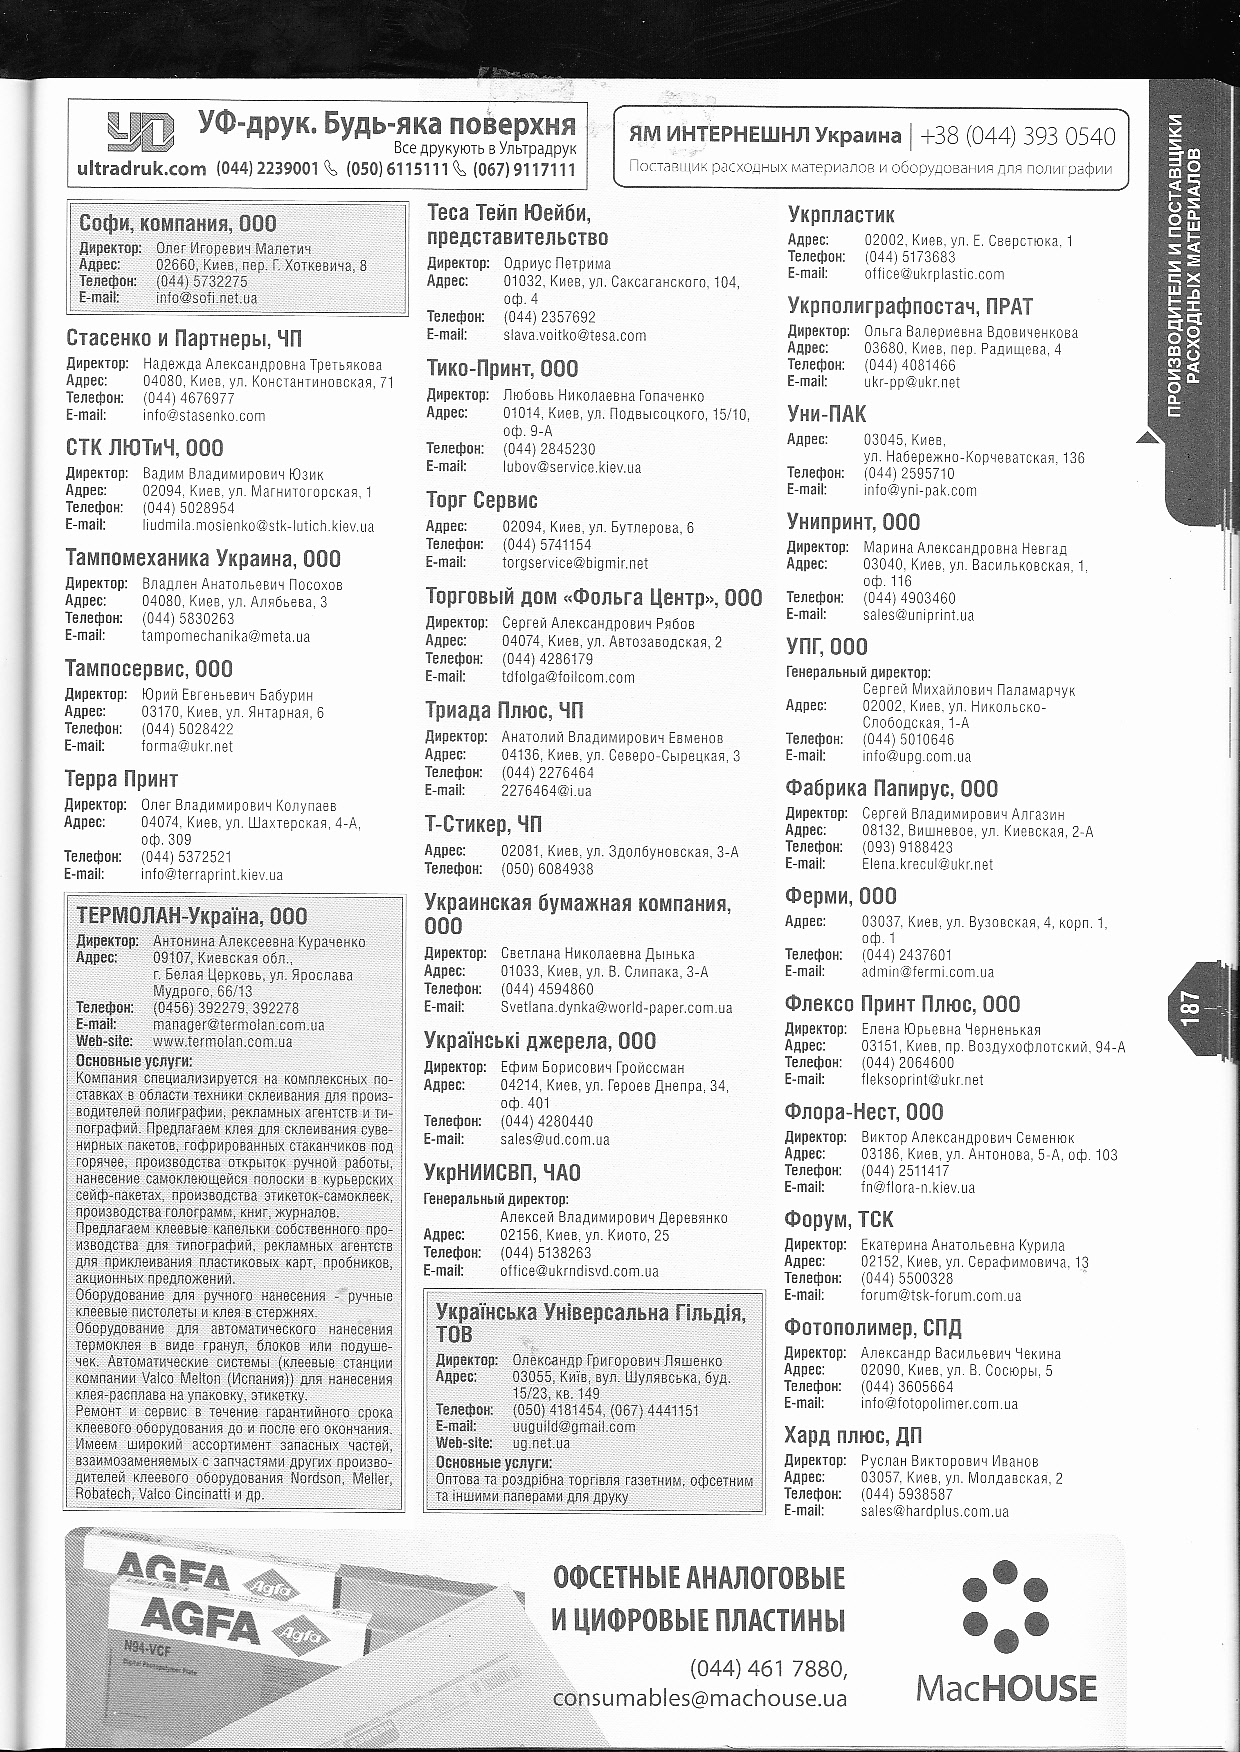 УФ-друк. Будь-яка поверхня
Все друкують в Ультрадрук
ultradruk.com (044) 2239001 (050) 6115111 (067) 9117111
ЯМ ИНТЕРНЕШНЛ Украина | +38 (044) 393 0540
Поставщик расходных материалов и оборудования для полиграфии
Софи, компания, ООО
Директор: Олег Игоревич Малетич
Адрес: 02660, Киев, пер. Г. Хоткевича, 8
Телефон: (044) 5732275
E-mail: info@sofi.net.ua
Стасенко и Партнеры, ЧП
Директор: Надежда Александровна Третьякова
Адрес: 04080, Киев, ул. Константиновская, 71
Телефон: (044) 4676977
E-mail: info@stasenko.com
СТК ЛЮТиЧ, ООО
Директор: Вадим Владимирович Юзик
Адрес: 02094, Киев, ул. Магнитогорская, 1
Телефон: (044) 5028954
E-mail: liudmila.mosienko@stk-lutich.kiev.ua
Тампомеханика Украина, ООО
Директор: Владлен Анатольевич Посохов
Адрес: 04080, Киев, ул. Алябьева, 3
Телефон: (044) 5830263
E-mail: tampomechanika@meta.ua
Тампосервис, ООО
Директор: Юрий Евгеньевич Бабурин
Адрес: 03170, Киев, ул. Янтарная, 6
Телефон: (044) 5028422
E-mail: forma@ukr.net
Терра Принт
Директор: Олег Владимирович Колупаев
Адрес: 04074, Киев, ул. Шахтерская, 4-А,
оф. 309
Телефон: (044) 5372521
E-mail: info@terraprint.kiev.ua
ТЕРМОЛАН-Україна, ООО
Директор: Антонина Алексеевна Кураченко
Адрес: 09107, Киевская обл.,
г. Белая Церковь, ул. Ярослава
Мудрого, 66/13
Телефон: (0456) 392279, 392278
E-mail: manager@termolan.com.ua
Web-site: www.termolan.com.ua
Основные услуги:
Компания специализируется на комплексных по-
ставках в области техники склеивания для произ-
водителей полиграфии, рекламных агентств и ти-
пографий. Предлагаем клея для склеивания суве-
нирных пакетов, гофрированных стаканчиков под
горячее, производства открыток ручной работы,
нанесение самоклеющейся полоски в курьерских
сейф-пакетах, производства этикеток-самоклеек,
производства голограмм, книг, журналов.
Предлагаем клеевые капельки собственного про-
изводства для типографий, рекламных агентств
для приклеивания пластиковых карт, пробников,
акционных предложений.
Оборудование для ручного нанесения - ручные
клеевые пистолеты и клея в стержнях.
Оборудование для автоматического нанесения
термоклея в виде гранул, блоков или подуше-
чек. Автоматические системы (клеевые станции
компании Valco Melton (Испания)) для нанесения
клея-расплава на упаковку, этикетку.
Ремонт и сервис в течение гарантийного срока
клеевого оборудования до и после его окончания.
Имеем широкий ассортимент запасных частей,
взаимозаменяемых с запчастями других произво-
дителей клеевого оборудования Nordson, Meller,
Robatech, Valco Cincinatti и др.
Теса Тейп Юейби,
представительство
Директор: Одриус Петрима
Адрес: 01032, Киев, ул. Саксаганского, 104,
оф. 4
Телефон: (044) 2357692
E-mail: slava.voitko@tesa.com
Тико-Принт, ООО
Директор: Любовь Николаевна Гопаченко
Адрес: 01014, Киев, ул. Подвысоцкого, 15/10,
оф. 9-А
Телефон: (044) 2845230
E-mail: lubov@service.kiev.ua
Торг Сервис
Адрес: 02094, Киев, ул. Бутлерова, 6
Телефон: (044) 5741154
E-mail: torgservice@bigmir.net
Торговый дом «Фольга Центр», ООО
Директор: Сергей Александрович Рябов
Адрес: 04074, Киев, ул. Автозаводская, 2
Телефон: (044) 4286179
E-mail: tdfolga@foilcom.com
Триада Плюс, ЧП
Директор: Анатолий Владимирович Евменов
Адрес: 04136, Киев, ул. Северо-Сырецкая, 3
Телефон: (044) 2276464
E-mail: 2276464@i.ua
Т-Стикер, ЧП
Адрес: 02081, Киев, ул. Здолбуновская, 3-А
Телефон: (050) 6084938
Украинская бумажная компания,
ООО
Директор: Светлана Николаевна Дынька
Адрес: 01033, Киев, ул. В. Слипака, 3-А
Телефон: (044) 4594860
E-mail: Svetlana.dynka@world-paper.com.ua
Українські джерела, ООО
Директор: Ефим Борисович Гройссман
Адрес: 04214, Киев, ул. Героев Днепра, 34,
оф. 401
Телефон: (044) 4280440
E-mail: sales@ud.com.ua
УкрНИИСВП, ЧАО
Генеральный директор:
Алексей Владимирович Деревянко
Адрес: 02156, Киев, ул. Киото, 25
Телефон: (044) 5138263
E-mail: office@ukrndisvd.com.ua
Українська Універсальна Гільдія,
ТОВ
Директор: Олександр Григорович Ляшенко
Адрес: 03055, Київ, вул. Шулявська, буд.
15/23, кв. 149
Телефон: (050) 4181454, (067) 4441151
E-mail: uuguild@gmail.com
Web-site: ug.net.ua
Основные услуги:
Оптова та роздрібна торгівля газетним, офсетним
та іншими паперами для друку
Укрпластик
Адрес: 02002, Киев, ул. Е. Сверстюка, 1
Телефон: (044) 5173683
E-mail: office@ukrplastic.com
Укрполиграфпостач, ПРАТ
Директор: Ольга Валериевна Вдовиченкова
Адрес: 03680, Киев, пер. Радищева, 4
Телефон: (044) 4081466
E-mail: ukr-pp@ukr.net
Уни-ПАК
Адрес: 03045, Киев,
ул. Набережно-Корчеватская, 136
Телефон: (044) 2595710
E-mail: info@yni-pak.com
Унипринт, ООО
Директор: Марина Александровна Невгад
Адрес: 03040, Киев, ул. Васильковская, 1,
оф. 116
Телефон: (044) 4903460
E-mail: sales@uniprint.ua
УПГ, ООО
Генеральный директор:
Сергей Михайлович Паламарчук
Адрес: 02002, Киев, ул. Никольско-
Слободская, 1-А
Телефон: (044) 5010646
E-mail: info@upg.com.ua
Фабрика Папирус, ООО
Директор: Сергей Владимирович Алгазин
Адрес: 08132, Вишневое, ул. Киевская, 2-А
Телефон: (093) 9188423
E-mail: Elena.krecul@ukr.net
Ферми, ООО
Адрес: 03037, Киев, ул. Вузовская, 4, корп. 1,
оф. 1
Телефон: (044) 2437601
E-mail: admin@fermi.com.ua
Флексо Принт Плюс, ООО
Директор: Елена Юрьевна Черненькая
Адрес: 03151, Киев, пр. Воздухофлотский, 94-А
Телефон: (044) 2064600
E-mail: fleksoprint@ukr.net
Флора-Нест, ООО
Директор: Виктор Александрович Семенюк
Адрес: 03186, Киев, ул. Антонова, 5-А, оф. 103
Телефон: (044) 2511417
E-mail: fn@flora-n.kiev.ua
Форум, ТСК
Директор: Екатерина Анатольевна Курила
Адрес: 02152, Киев, ул. Серафимовича, 13
Телефон: (044) 5500328
E-mail: forum@tsk-forum.com.ua
Фотополимер, СПД
Директор: Александр Васильевич Чекина
Адрес: 02090, Киев, ул. В. Сосюры, 5
Телефон: (044) 3605664
E-mail: info@fotopolimer.com.ua
Хард плюс, ДП
Директор: Руслан Викторович Иванов
Адрес: 03057, Киев, ул. Молдавская, 2
Телефон: (044) 5938587
E-mail: sales@hardplus.com.ua
ПРОИЗВОДИТЕЛИ И ПОСТАВЩИКИ
РАСХОДНЫХ МАТЕРИАЛОВ
187
AGFA Agfa
AGFA Agfa
N94-VCF
Digital Photopolymer Plate
ОФСЕТНЫЕ АНАЛОГОВЫЕ
И ЦИФРОВЫЕ ПЛАСТИНЫ
(044) 461 7880,
consumables@machouse.ua
MacHOUSE